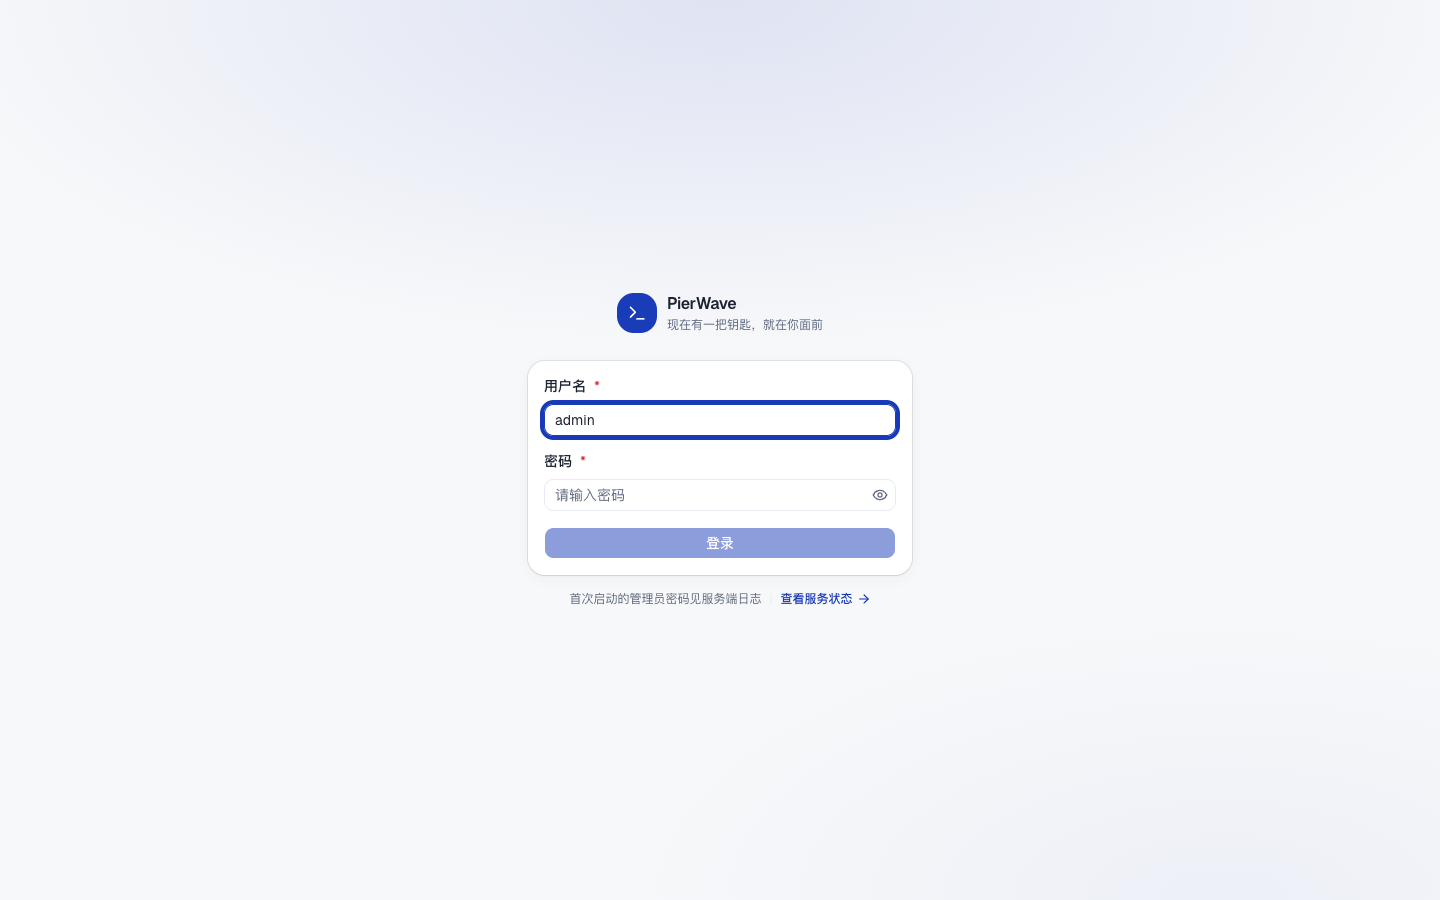 PierWave
现在有一把钥匙，就在你面前
用户名 *
admin
密码 *
请输入密码
登录
首次启动的管理员密码见服务端日志 查看服务状态 →